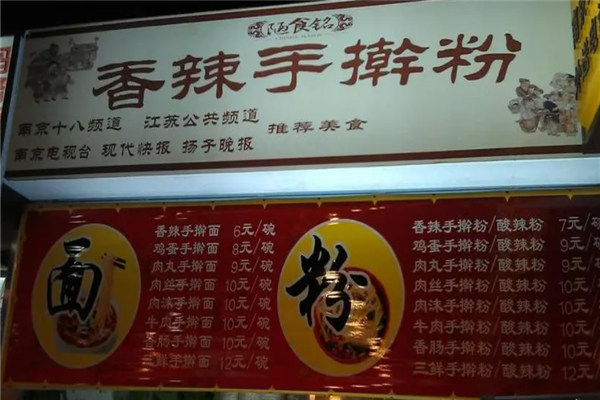 陋食铭
香辣手擀粉
南京十八频道 江苏公共频道
推荐美食
南京电视台 现代快报 扬子晚报
面
香辣手擀面 6元/碗
鸡蛋手擀面 8元/碗
肉丸手擀面 9元/碗
肉丝手擀面 10元/碗
肉沫手擀面 10元/碗
牛肉手擀面 10元/碗
香肠手擀面 10元/碗
三鲜手擀面 12元/碗
粉
香辣手擀粉/酸辣粉 7元/
鸡蛋手擀粉/酸辣粉 9元/
肉丸手擀粉/酸辣粉 9元/
肉丝手擀粉/酸辣粉 10元
肉沫手擀粉/酸辣粉 10元
牛肉手擀粉/酸辣粉 10元
香肠手擀粉/酸辣粉 10元
三鲜手擀粉/酸辣粉 12元